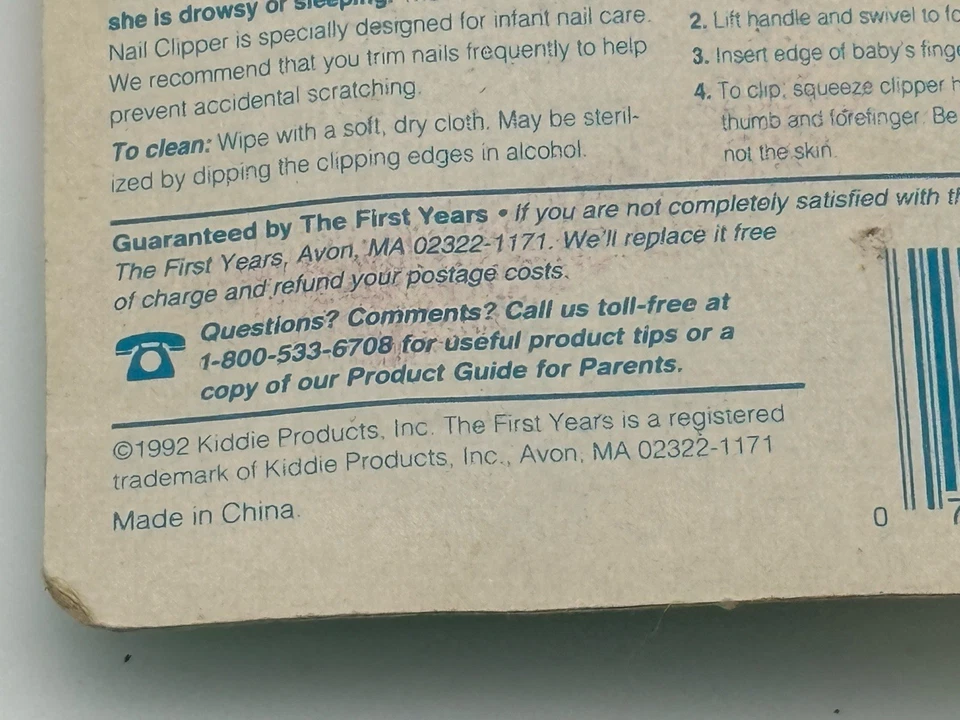 she is drowsy or sleeping.
Nail Clipper is specially designed for infant nail care.
We recommend that you trim nails frequently to help
prevent accidental scratching.
To clean: Wipe with a soft, dry cloth. May be steril-
ized by dipping the clipping edges in alcohol.
2. Lift handle and swivel to
3. Insert edge of baby's
4. To clip, squeeze clipper
thumb and forefinger. Be
not the skin.
Guaranteed by The First Years • If you are not completely satisfied with
The First Years, Avon, MA 02322-1171. We'll replace it free
of charge and refund your postage costs.
Questions? Comments? Call us toll-free at
1-800-533-6708 for useful product tips or a
copy of our Product Guide for Parents.
©1992 Kiddie Products, Inc. The First Years is a registered
trademark of Kiddie Products, Inc., Avon, MA 02322-1171
Made in China.
0 7